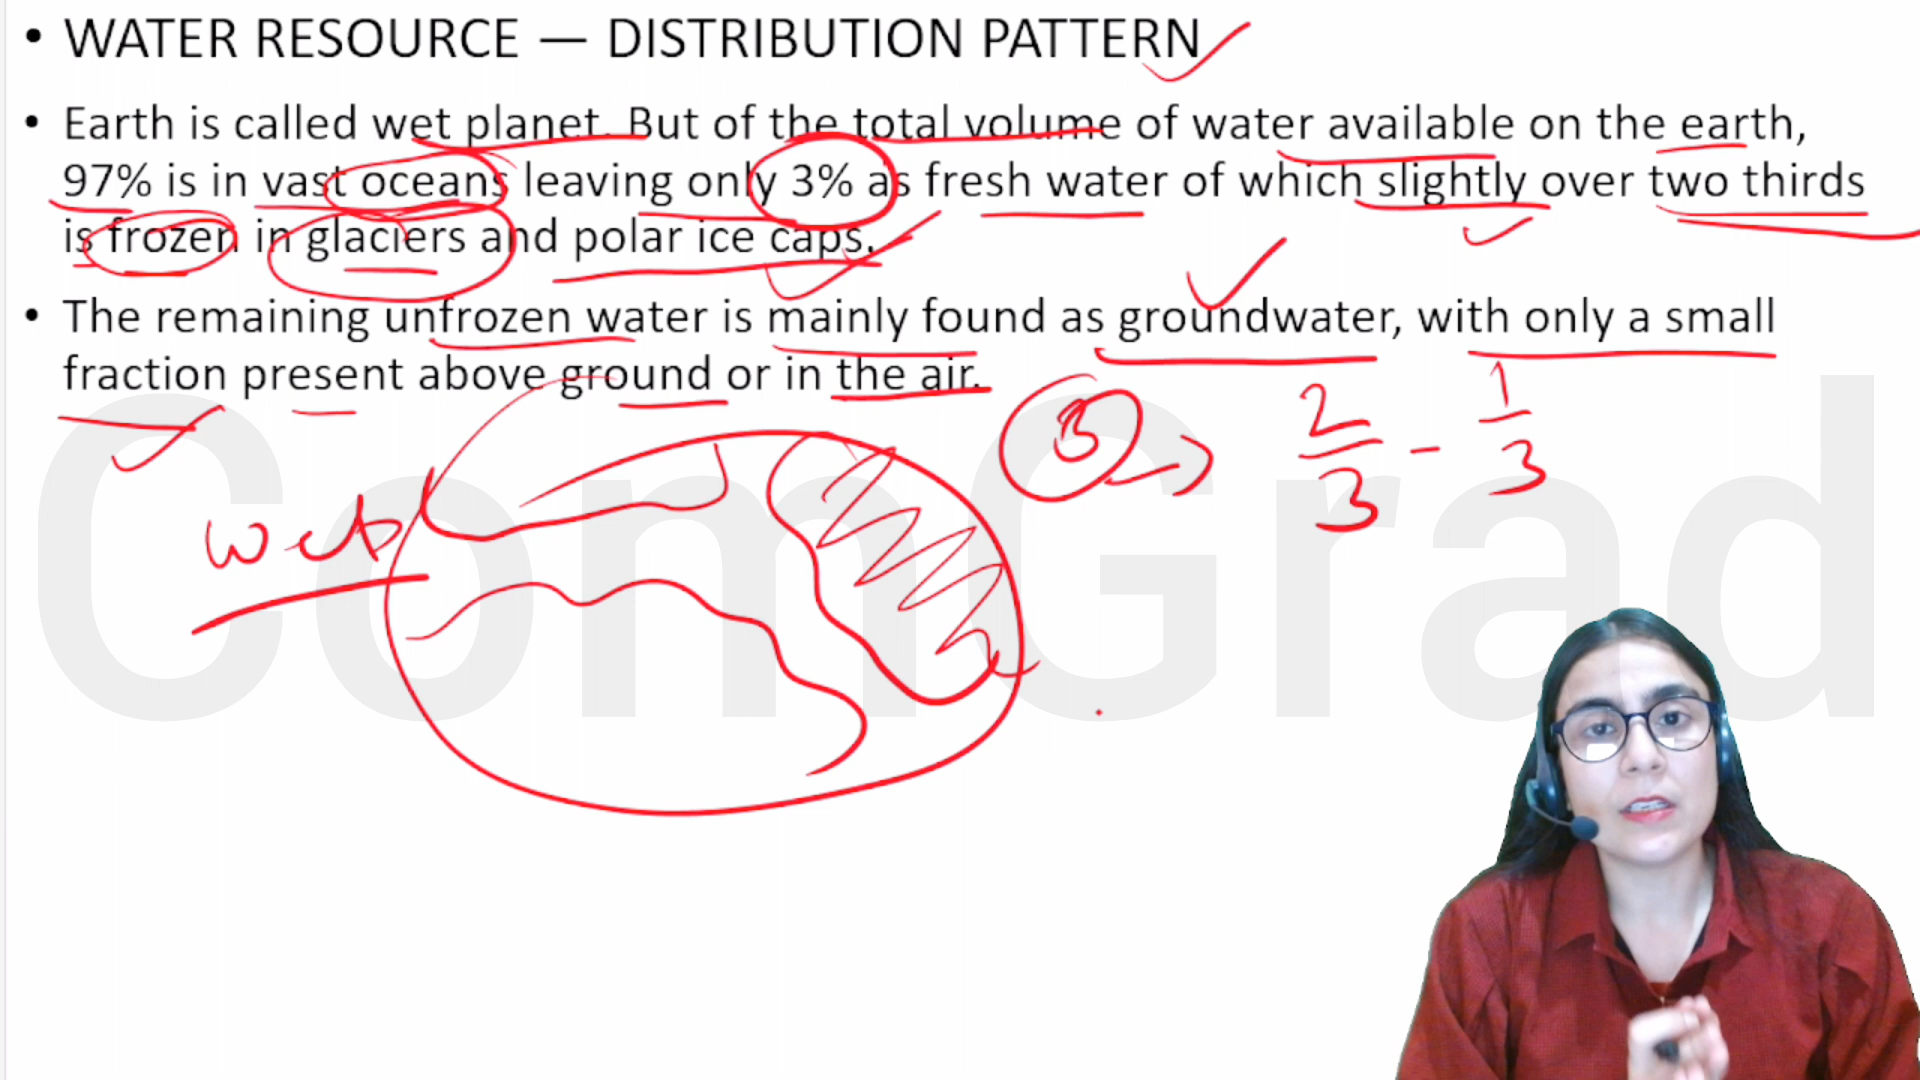 • WATER RESOURCE — DISTRIBUTION PATTERN
• Earth is called wet planet. But of the total volume of water available on the earth,
97% is in vast oceans leaving only 3% as fresh water of which slightly over two thirds
is frozen in glaciers and polar ice caps.
• The remaining unfrozen water is mainly found as groundwater, with only a small
fraction present above ground or in the air.
3 → 2/3 - 1/3
wet
ComGrad